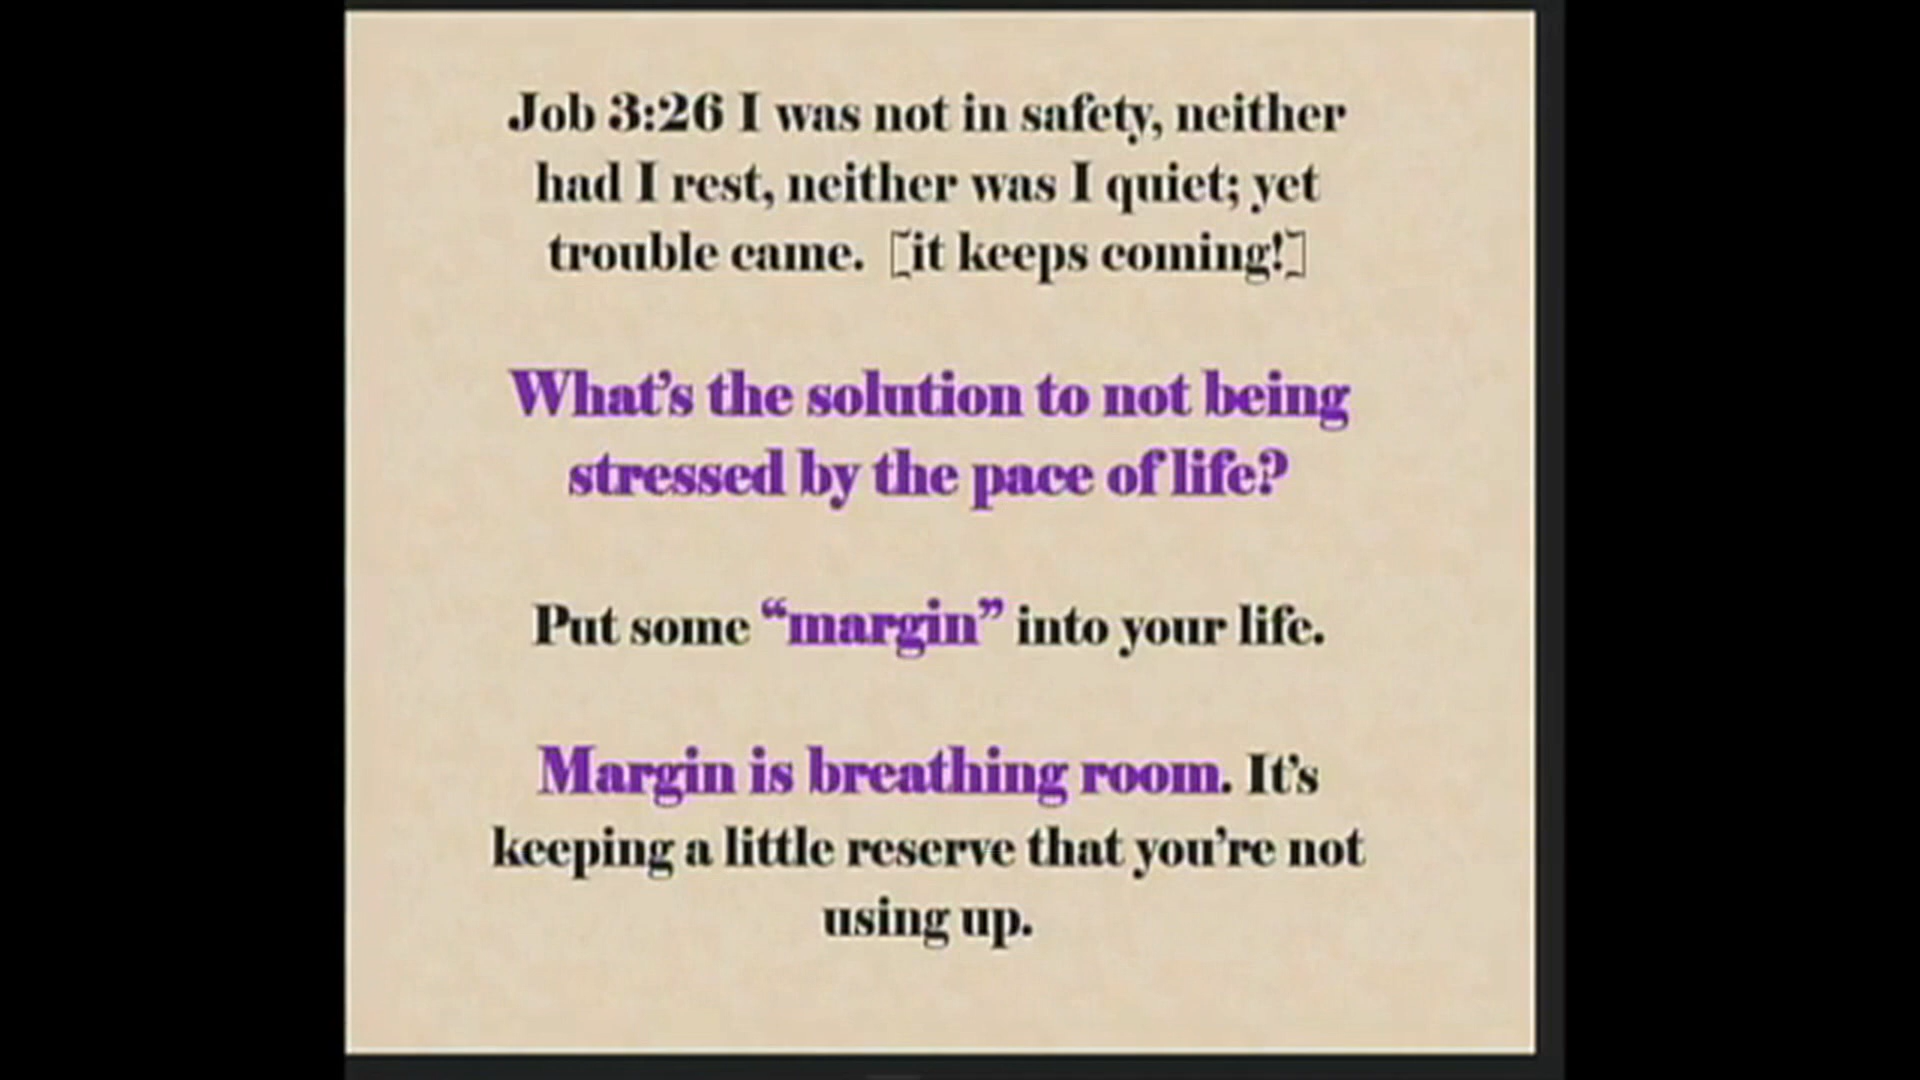 Job 3:26 I was not in safety, neither
had I rest, neither was I quiet; yet
trouble came.  [it keeps coming!]
What’s the solution to not being
stressed by the pace of life?
Put some “margin” into your life.
Margin is breathing room. It’s
keeping a little reserve that you’re not
using up.